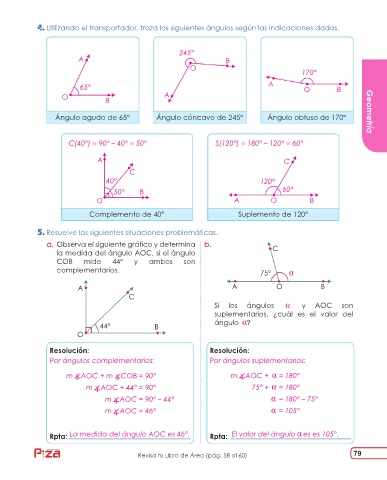 4. Utilizando el transportador, traza los siguientes ángulos según las indicaciones dadas.
A
65°
O
B
Ángulo agudo de 65°
245°
B
O
A
Ángulo cóncavo de 245°
170°
A
O
B
Ángulo obtuso de 170°
Geometría
C(40°) = 90° – 40° = 50°
A
C
40°
50°
B
O
Complemento de 40°
S(120°) = 180° – 120° = 60°
C
120°
60°
A
O
B
Suplemento de 120°
5. Resuelve las siguientes situaciones problemáticas.
a. Observa el siguiente gráfico y determina
la medida del ángulo AOC, si el ángulo
COB mide 44° y ambos son
complementarios.
A
C
44°
B
O
b.
C
75°
α
A
O
B
Si los ángulos α y AOC son
suplementarios, ¿cuál es el valor del
ángulo α?
Resolución:
Por ángulos complementarios:
m∡AOC + m∡COB = 90°
m∡AOC + 44° = 90°
m∡AOC = 90° – 44°
m∡AOC = 46°
Rpta: La medida del ángulo AOC es 46°.
Resolución:
Por ángulos suplementarios:
m∡AOC + α = 180°
75° + α = 180°
α = 180° – 75°
α = 105°
Rpta: El valor del ángulo α es es 105°.
Revisa tu Libro de Área (pág. 58 al 60)
79